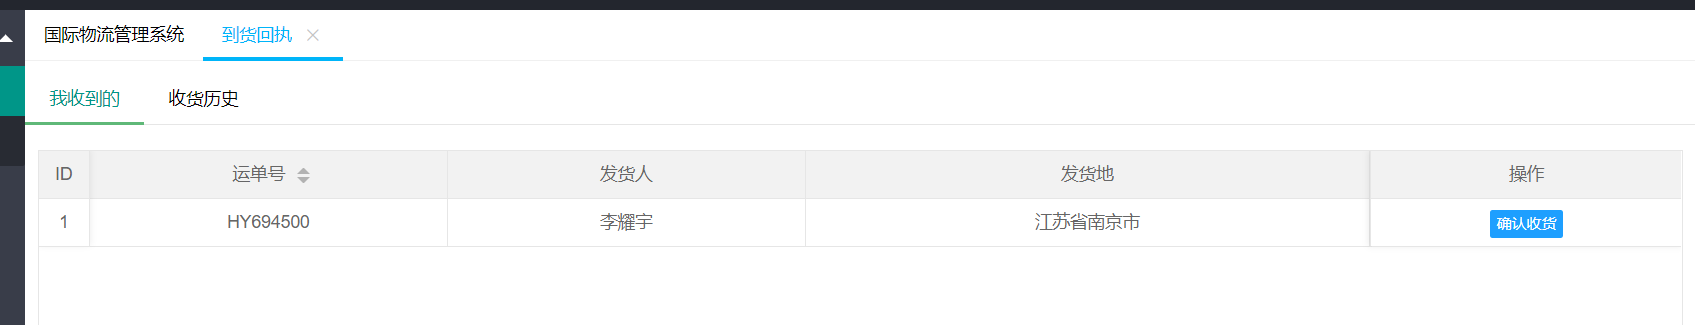 国际物流管理系统 到货回执
我收到的 收货历史
ID 运单号 发货人 发货地 操作
1 HY694500 李耀宇 江苏省南京市 确认收货